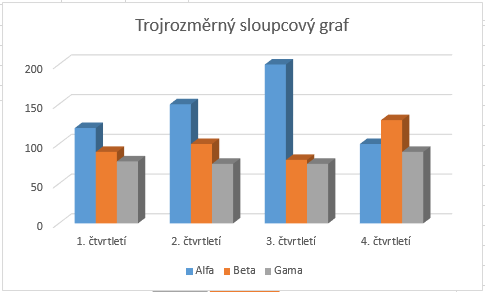 Trojrozměrný sloupcový graf
200
150
100
50
0
1. čtvrtletí 2. čtvrtletí 3. čtvrtletí 4. čtvrtletí
Alfa Beta Gama